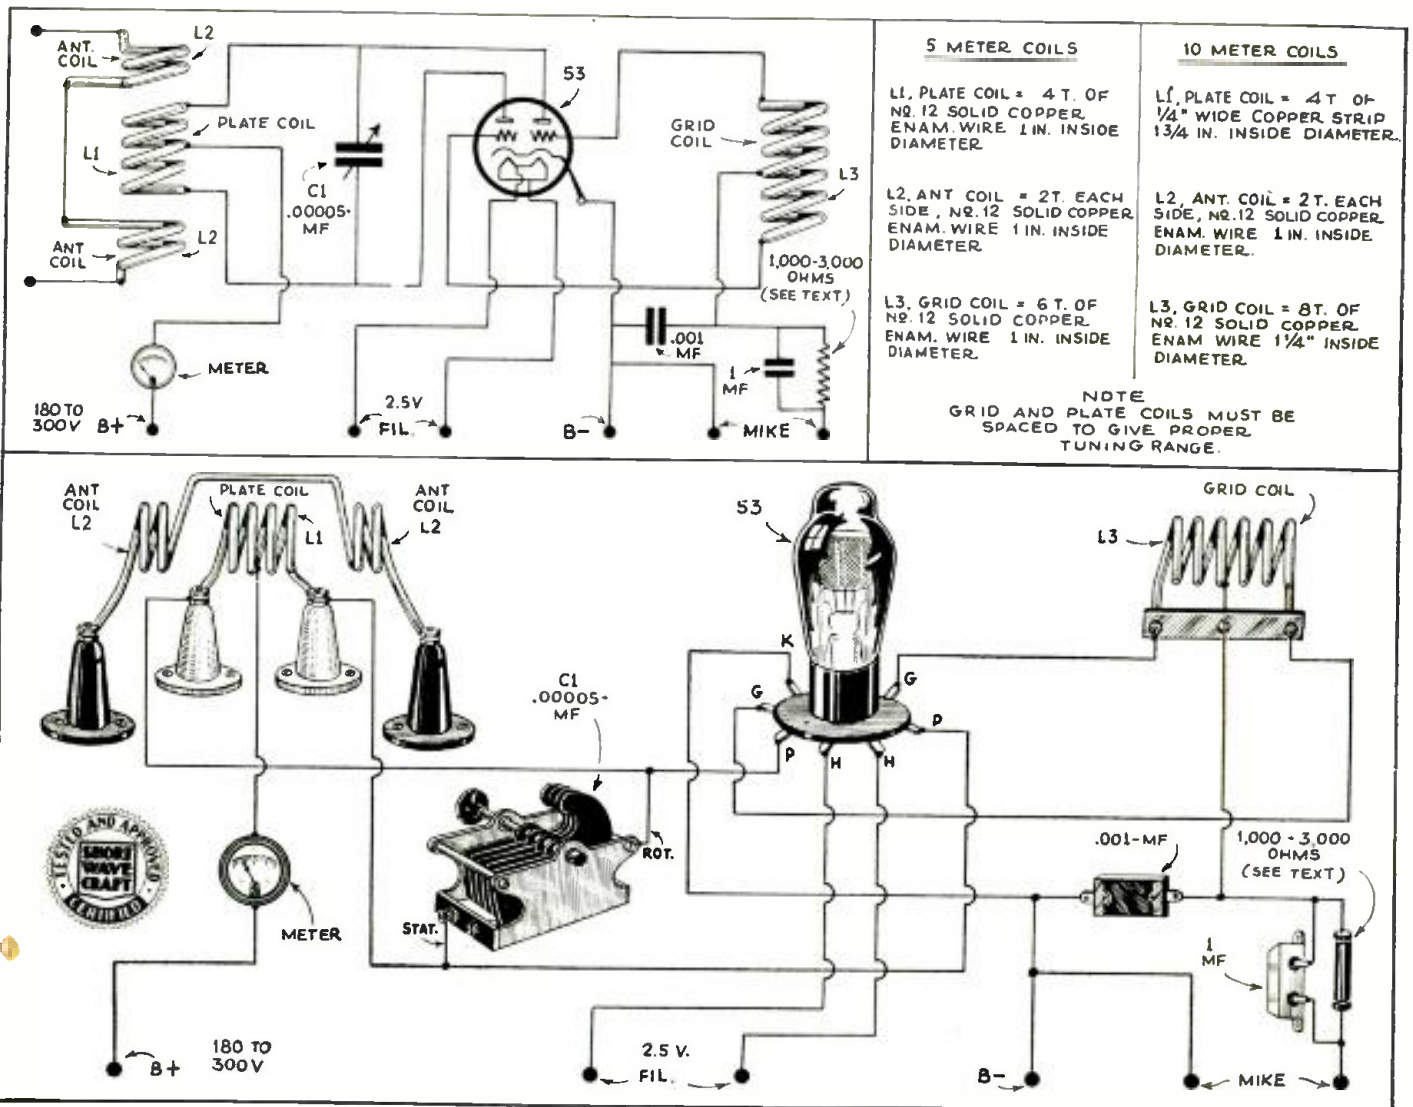 L2
ANT.
COIL
PLATE COIL
L1
ANT
COIL
L2
C1
.00005-
MF
53
GRID
COIL
L3
1,000-3,000
OHMS
(SEE TEXT)
.001
MF
1
MF
METER
180 TO
300V B+
2.5V
FIL.
B-
MIKE
5 METER COILS
L1, PLATE COIL = 4 T. OF
NO. 12 SOLID COPPER
ENAM. WIRE 1 IN. INSIDE
DIAMETER
L2, ANT COIL = 2T. EACH
SIDE, NO. 12 SOLID COPPER
ENAM. WIRE 1 IN. INSIDE
DIAMETER
L3, GRID COIL = 6 T. OF
NO. 12 SOLID COPPER
ENAM. WIRE 1 IN. INSIDE
DIAMETER
10 METER COILS
L1, PLATE COIL = 4 T OF
1/4" WIDE COPPER STRIP
1 3/4 IN. INSIDE DIAMETER.
L2, ANT. COIL = 2 T. EACH
SIDE, NO. 12 SOLID COPPER
ENAM. WIRE 1 IN. INSIDE
DIAMETER.
L3, GRID COIL = 8 T. OF
NO. 12 SOLID COPPER
ENAM WIRE 1 1/4" INSIDE
DIAMETER
NOTE
GRID AND PLATE COILS MUST BE
SPACED TO GIVE PROPER
TUNING RANGE.
ANT
COIL
L2
PLATE COIL
L1
ANT
COIL
L2
53
GRID COIL
L3
K
G
G
P
P
H
H
C1
.00005-
MF
ROT.
STAT.
TESTED AND APPROVED
SHORT
WAVE
CRAFT
CERTIFIED
METER
.001-MF
1,000-3,000
OHMS
(SEE TEXT)
1
MF
B+
180 TO
300V
2.5 V.
FIL.
B-
MIKE